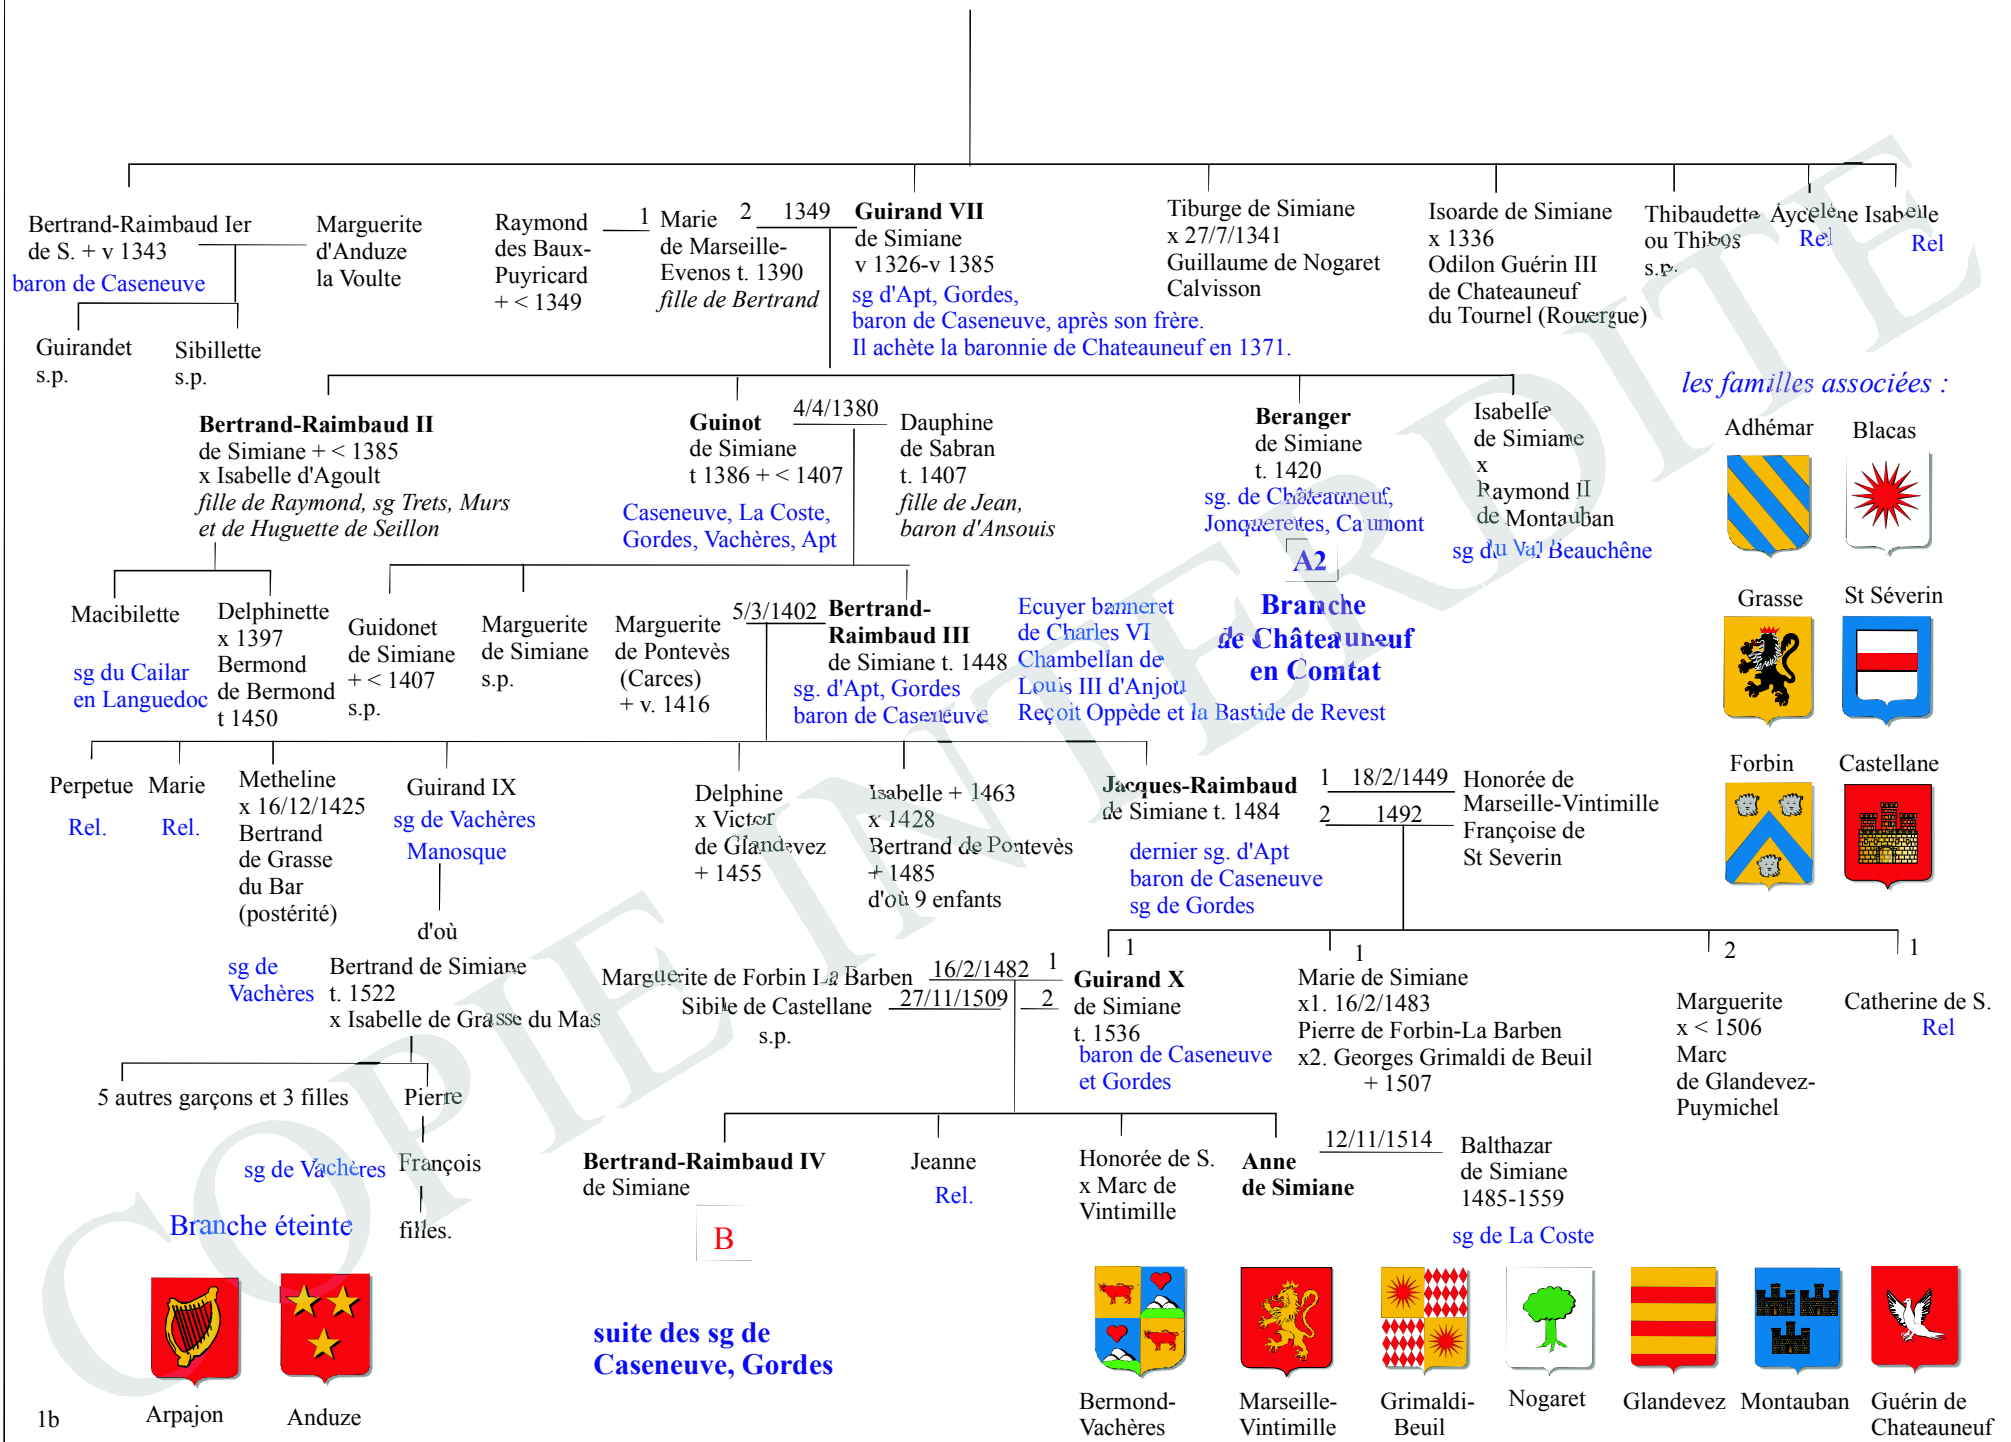 Bertrand-Raimbaud Ier
de S. + v 1343
baron de Caseneuve
Marguerite
d'Anduze
la Voulte
Guirandet
s.p.
Sibillette
s.p.
Raymond
des Baux-
Puyricard
+ < 1349
1
Marie
de Marseille-
Evenos t. 1390
fille de Bertrand
2
1349
Guirand VII
de Simiane
v 1326-v 1385
sg d'Apt, Gordes,
baron de Caseneuve, après son frère.
Il achète la baronnie de Chateauneuf en 1371.
Tiburge de Simiane
x 27/7/1341
Guillaume de Nogaret
Calvisson
Isoarde de Simiane
x 1336
Odilon Guérin III
de Chateauneuf
du Tournel (Rouergue)
Thibaudette
ou Thibos
s.p.
Aycelène
Rel
Isabelle
Rel
Bertrand-Raimbaud II
de Simiane + < 1385
x Isabelle d'Agoult
fille de Raymond, sg Trets, Murs
et de Huguette de Seillon
Guinot
de Simiane
t 1386 + < 1407
Caseneuve, La Coste,
Gordes, Vachères, Apt
4/4/1380
Dauphine
de Sabran
t. 1407
fille de Jean,
baron d'Ansouis
Beranger
de Simiane
t. 1420
sg. de Châteauneuf,
Jonquerettes, Caumont
A2
Branche
de Châteauneuf
en Comtat
Isabelle
de Simiane
x
Raymond II
de Montauban
sg du Val Beauchêne
les familles associées :
Adhémar
Blacas
Grasse
St Séverin
Forbin
Castellane
Macibilette
sg du Cailar
en Languedoc
Delphinette
x 1397
Bermond
de Bermond
t 1450
Guidonet
de Simiane
+ < 1407
s.p.
Marguerite
de Simiane
s.p.
Marguerite
de Pontevès
(Carces)
+ v. 1416
5/3/1402
Bertrand-
Raimbaud III
de Simiane t. 1448
sg. d'Apt, Gordes
baron de Caseneuve
Ecuyer banneret
de Charles VI
Chambellan de
Louis III d'Anjou
Reçoit Oppède et la Bastide de Revest
Perpetue
Rel.
Marie
Rel.
Metheline
x 16/12/1425
Bertrand
de Grasse
du Bar
(postérité)
Guirand IX
sg de Vachères
Manosque
d'où
Delphine
x Victor
de Glandevez
+ 1455
Isabelle + 1463
x 1428
Bertrand de Pontevès
+ 1485
d'où 9 enfants
Jacques-Raimbaud
de Simiane t. 1484
dernier sg. d'Apt
baron de Caseneuve
sg de Gordes
1
18/2/1449
2
1492
Honorée de
Marseille-Vintimille
Françoise de
St Severin
sg de
Vachères
Bertrand de Simiane
t. 1522
x Isabelle de Grasse du Mas
Marguerite de Forbin La Barben
16/2/1482
1
Sibile de Castellane
27/11/1509
2
s.p.
1
Guirand X
de Simiane
t. 1536
baron de Caseneuve
et Gordes
1
Marie de Simiane
x1. 16/2/1483
Pierre de Forbin-La Barben
x2. Georges Grimaldi de Beuil
+ 1507
2
Marguerite
x < 1506
Marc
de Glandevez-
Puymichel
1
Catherine de S.
Rel
5 autres garçons et 3 filles
Pierre
sg de Vachères
François
Branche éteinte
filles.
Bertrand-Raimbaud IV
de Simiane
B
suite des sg de
Caseneuve, Gordes
Jeanne
Rel.
Honorée de S.
x Marc de
Vintimille
Anne
de Simiane
12/11/1514
Balthazar
de Simiane
1485-1559
sg de La Coste
1b
Arpajon
Anduze
Bermond-
Vachères
Marseille-
Vintimille
Grimaldi-
Beuil
Nogaret
Glandevez
Montauban
Guérin de
Chateauneuf
COPIE INTERDITE